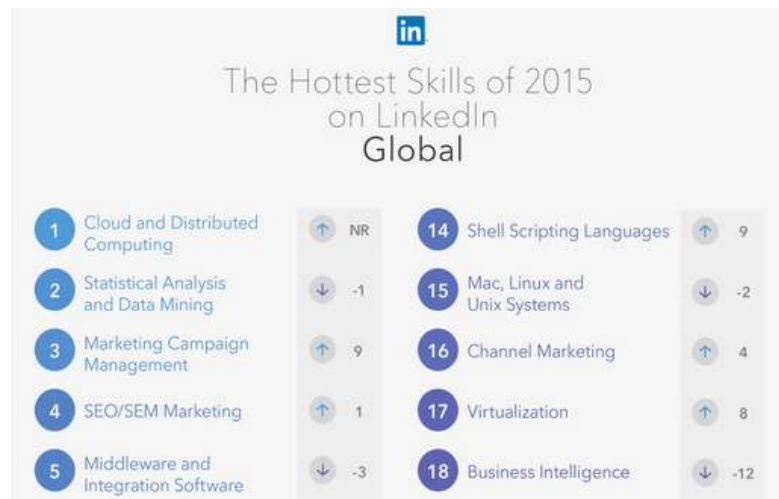 in
The Hottest Skills of 2015
on LinkedIn
Global
1 Cloud and Distributed
Computing
NR
2 Statistical Analysis
and Data Mining
-1
3 Marketing Campaign
Management
9
4 SEO/SEM Marketing 1
5 Middleware and
Integration Software
-3
14 Shell Scripting Languages 9
15 Mac, Linux and
Unix Systems
-2
16 Channel Marketing 4
17 Virtualization 8
18 Business Intelligence -12